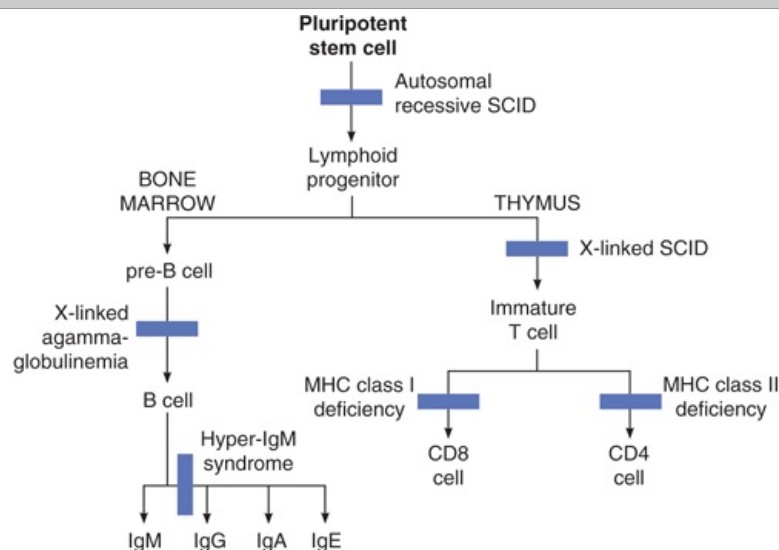 Pluripotent
stem cell
Autosomal
recessive SCID
Lymphoid
progenitor
BONE
MARROW
THYMUS
X-linked SCID
pre-B cell
Immature
T cell
X-linked
agamma-
globulinemia
MHC class I
deficiency
MHC class II
deficiency
B cell
Hyper-IgM
syndrome
CD8
cell
CD4
cell
IgM IgG IgA IgE